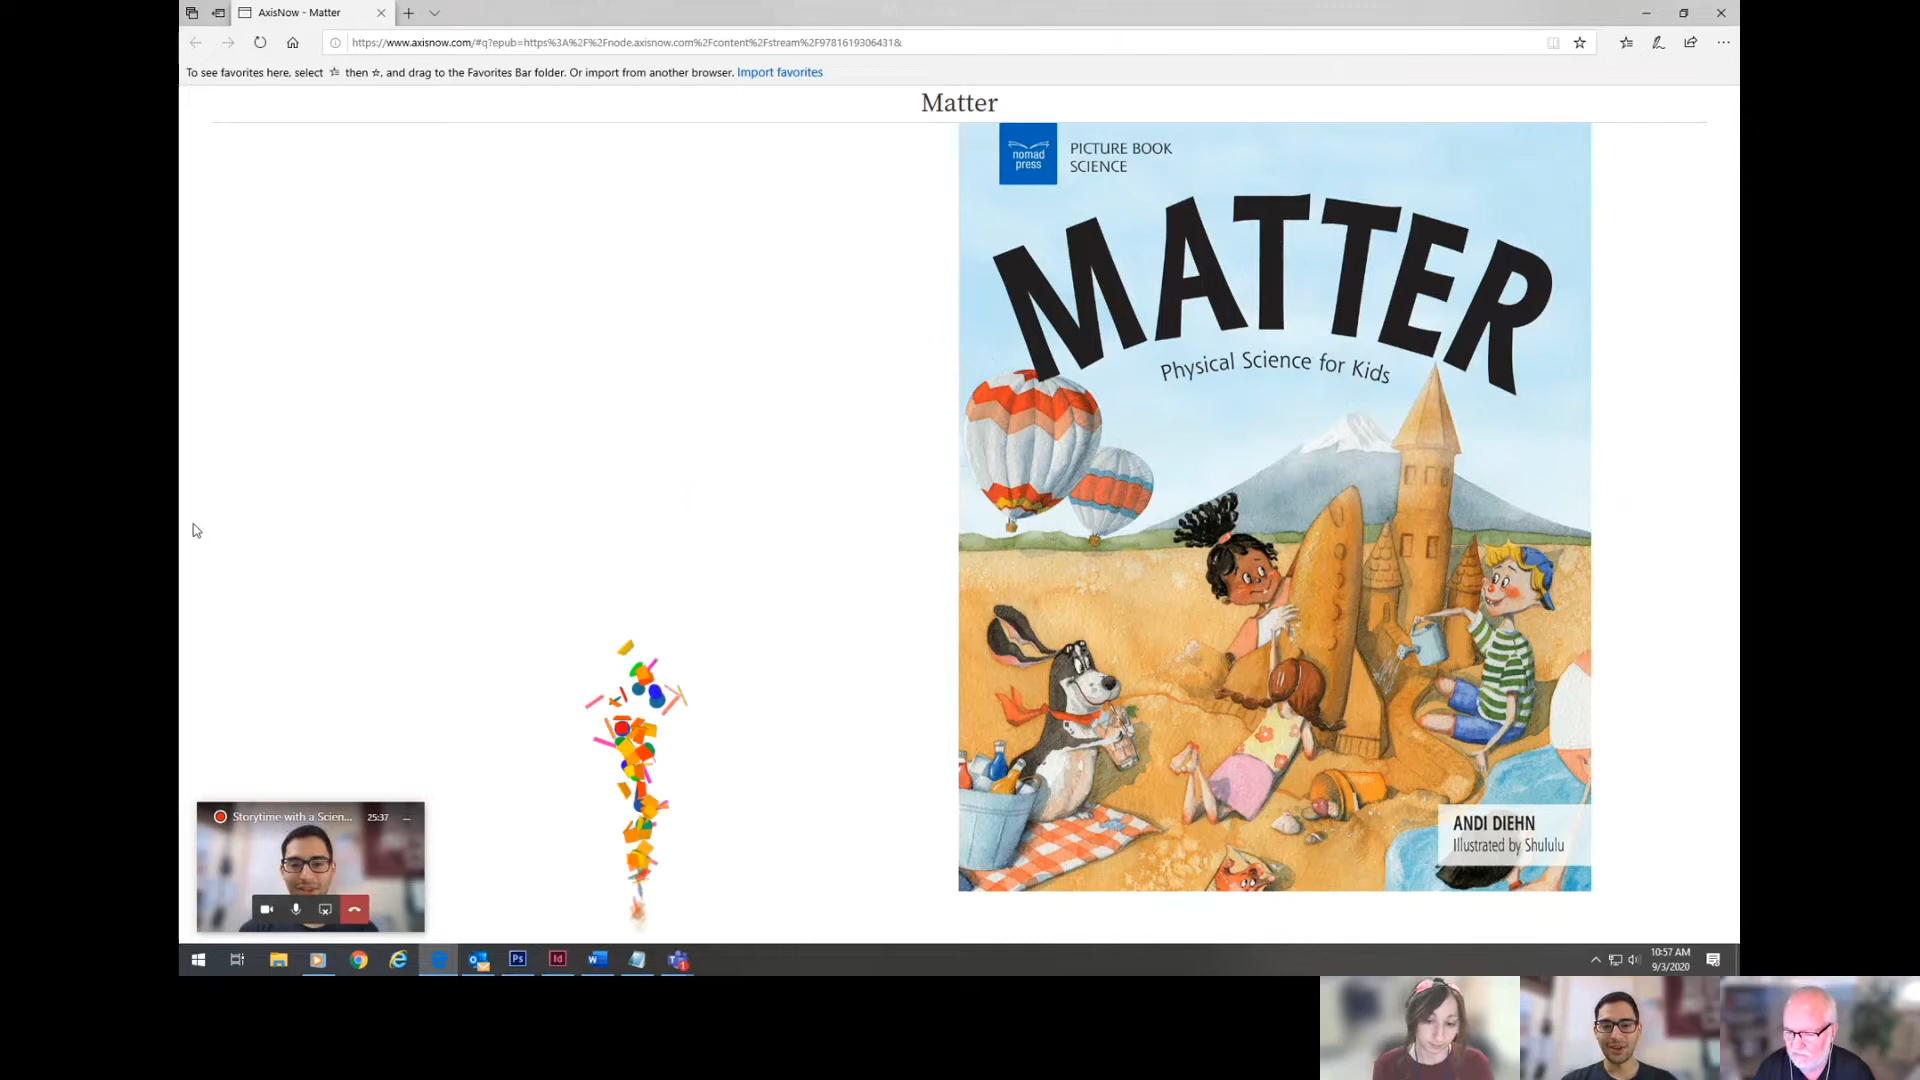 AxisNow - Matter
https://www.axisnow.com/#q?epub=https%3A%2F%2Fnode.axisnow.com%2Fcontent%2Fstream%2F9781619306431&
To see favorites here, select then ☆, and drag to the Favorites Bar folder. Or import from another browser. Import favorites
Matter
nomad
press
PICTURE BOOK
SCIENCE
MATTER
Physical Science for Kids
ANDI DIEHN
Illustrated by Shululu
Storytime with a Scien... 25:37
Ps
Id
W
1
10:57 AM
9/3/2020